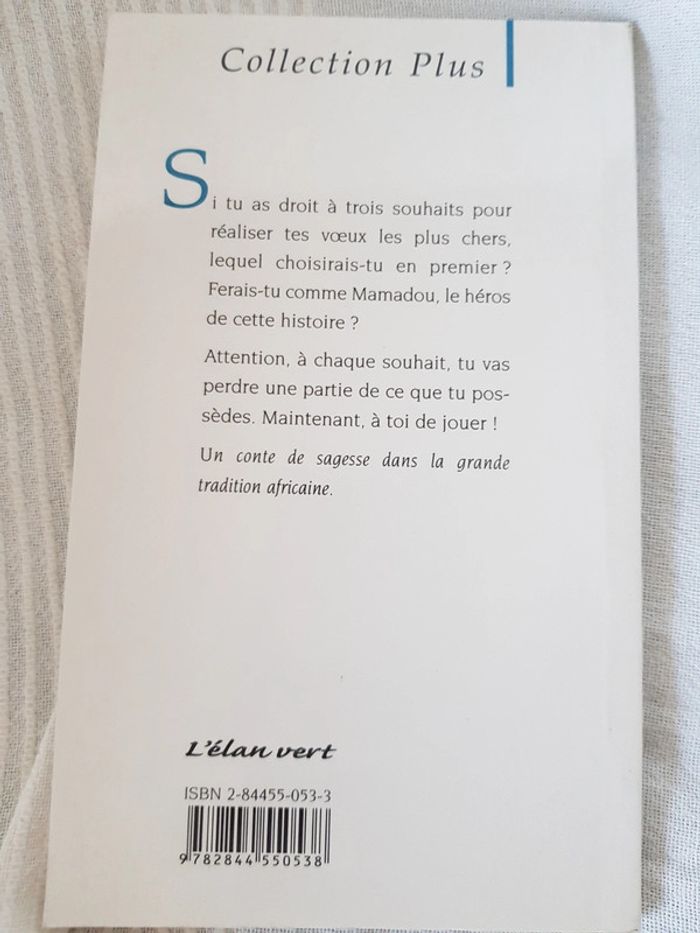 Collection Plus
Si tu as droit à trois souhaits pour
réaliser tes vœux les plus chers,
lequel choisirais-tu en premier ?
Ferais-tu comme Mamadou, le héros
de cette histoire ?
Attention, à chaque souhait, tu vas
perdre une partie de ce que tu pos-
sèdes. Maintenant, à toi de jouer !
Un conte de sagesse dans la grande
tradition africaine.
L'élan vert
ISBN 2-84455-053-3
9 782844 550538